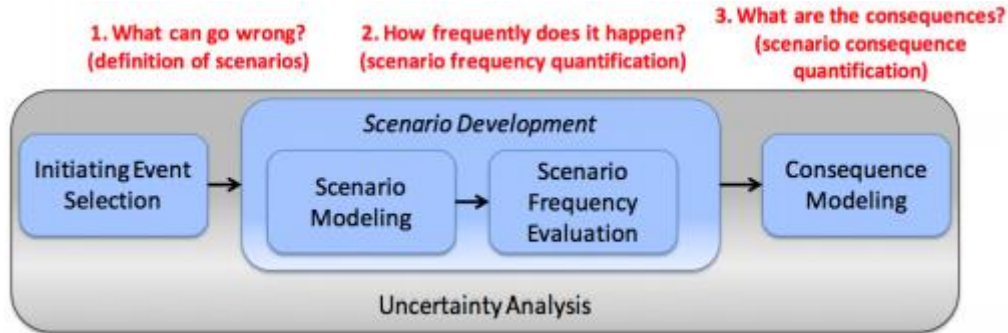 1. What can go wrong?
(definition of scenarios)
2. How frequently does it happen?
(scenario frequency quantification)
3. What are the consequences?
(scenario consequence
quantification)
Scenario Development
Initiating Event
Selection
Scenario
Modeling
Scenario
Frequency
Evaluation
Consequence
Modeling
Uncertainty Analysis